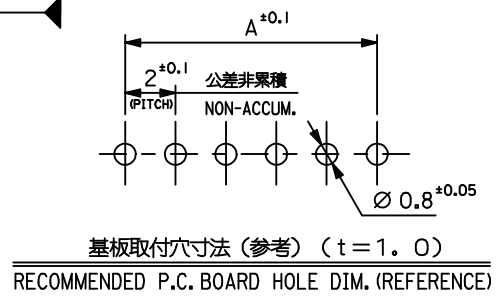 A±0.1
2±0.1
公差非累積
(PITCH)
NON-ACCUM.
Ø 0.8±0.05
基板取付穴寸法 (参考) (t=1. 0)
RECOMMENDED P.C. BOARD HOLE DIM. (REFERENCE)